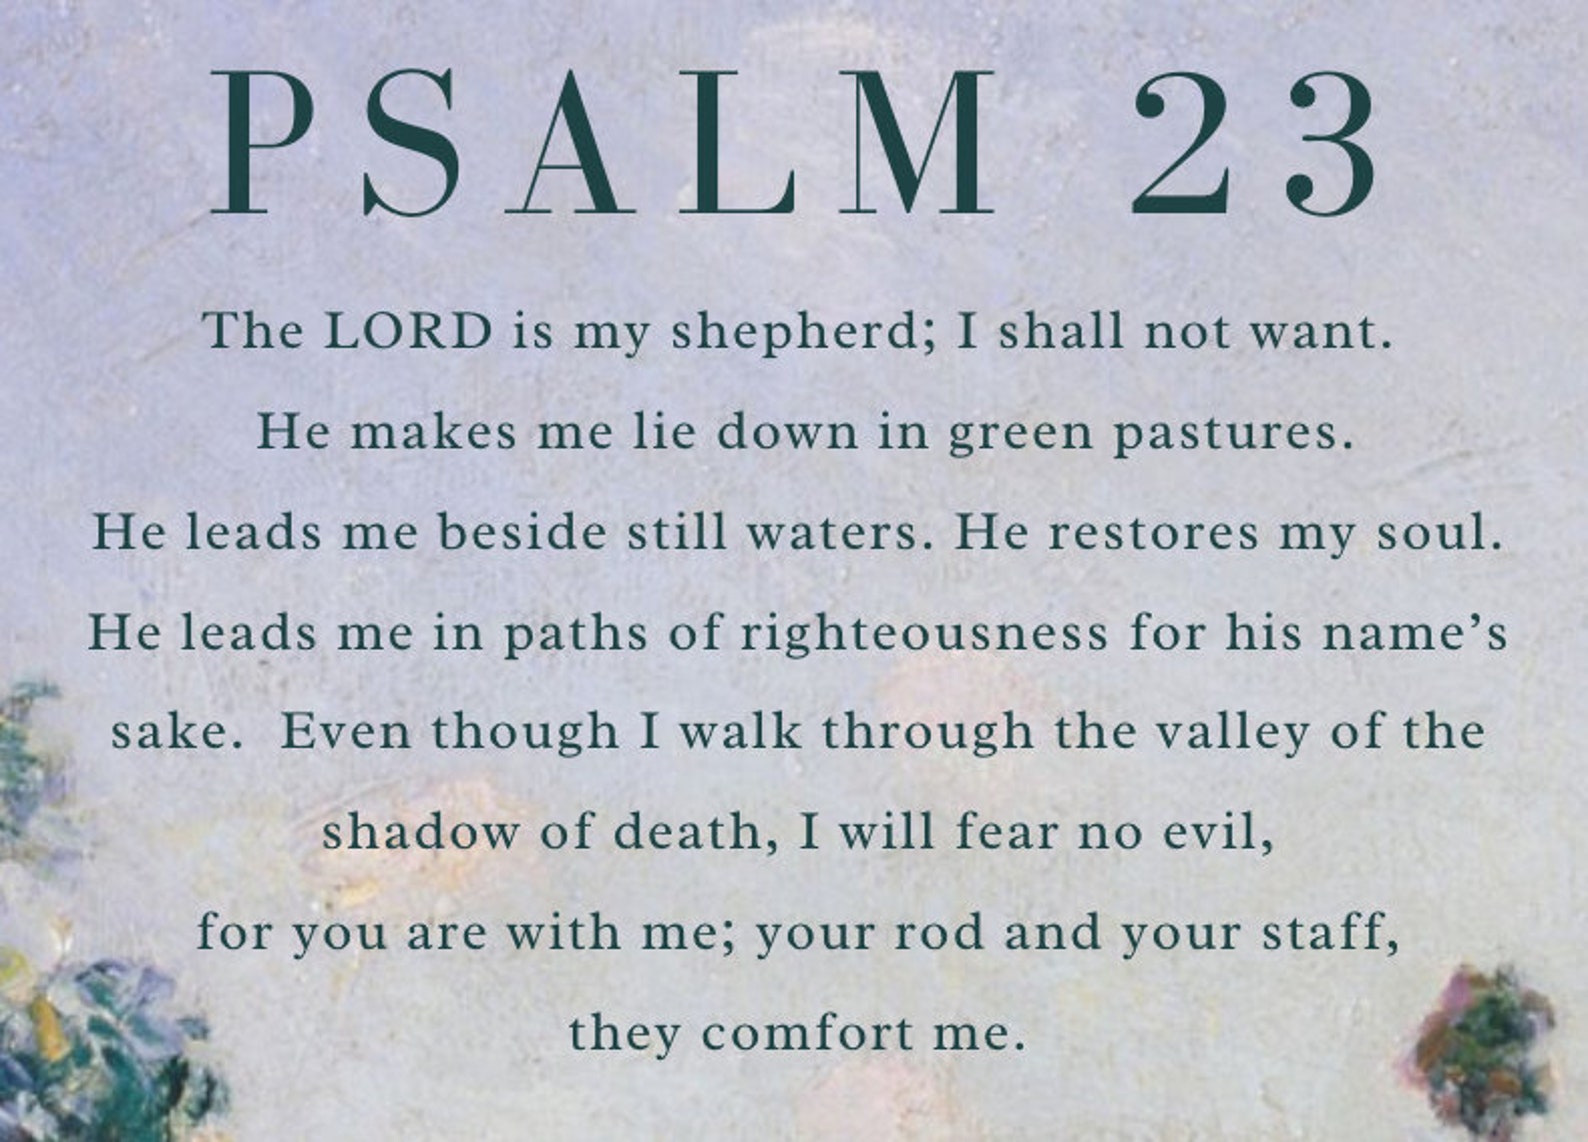 PSALM 23
The LORD is my shepherd; I shall not want.
He makes me lie down in green pastures.
He leads me beside still waters. He restores my soul.
He leads me in paths of righteousness for his name’s
sake.  Even though I walk through the valley of the
shadow of death, I will fear no evil,
for you are with me; your rod and your staff,
they comfort me.